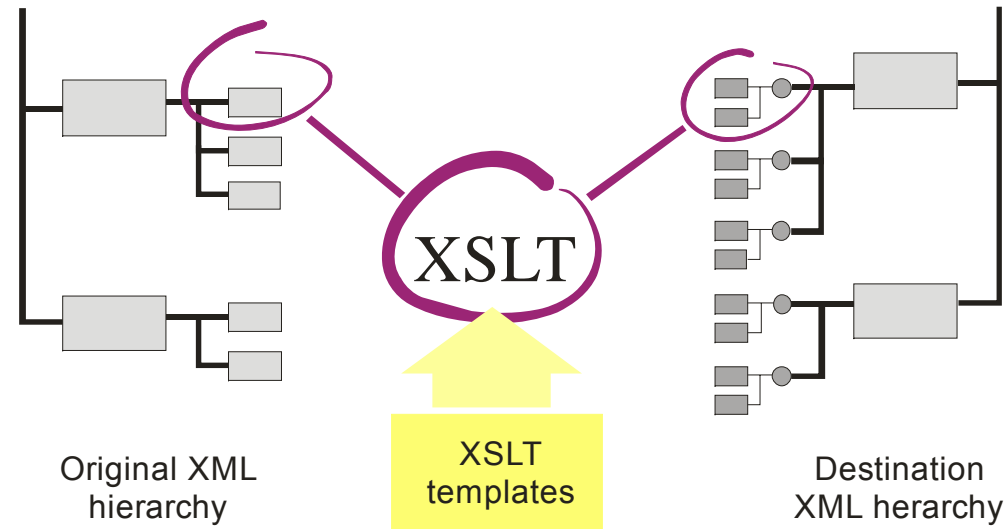 XSLT
Original XML
hierarchy
XSLT
templates
Destination
XML herarchy